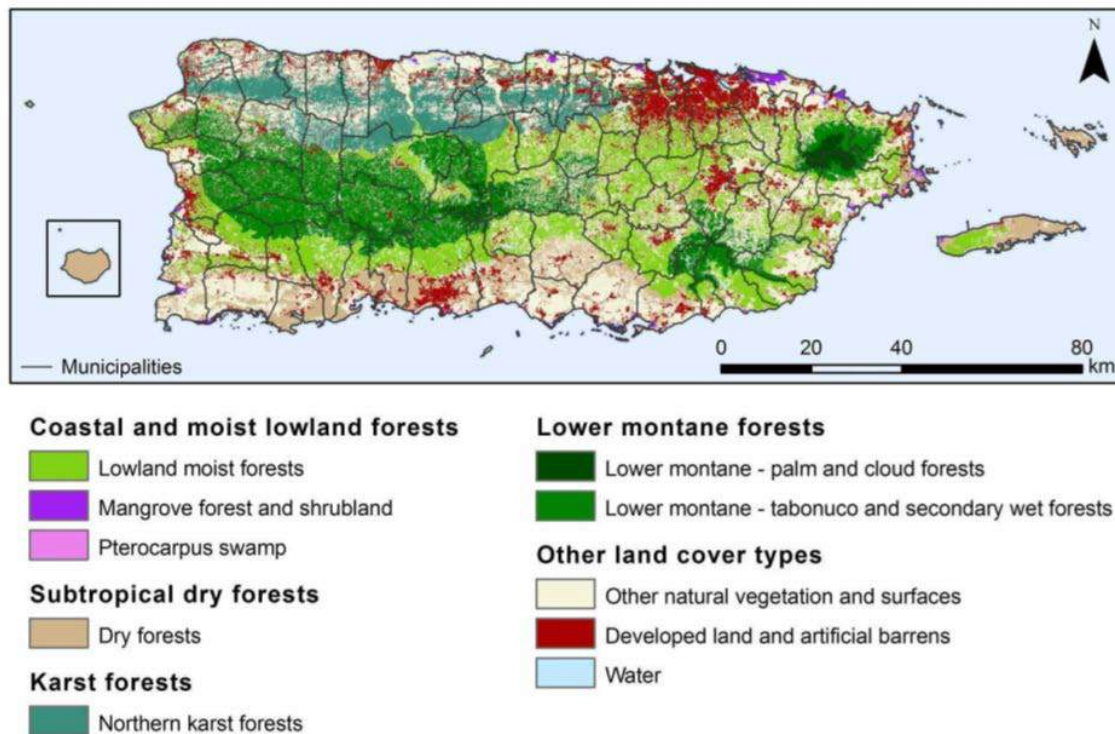 N
0 20 40 80
km
Municipalities
Coastal and moist lowland forests
Lowland moist forests
Mangrove forest and shrubland
Pterocarpus swamp
Subtropical dry forests
Dry forests
Karst forests
Northern karst forests
Lower montane forests
Lower montane - palm and cloud forests
Lower montane - tabonuco and secondary wet forests
Other land cover types
Other natural vegetation and surfaces
Developed land and artificial barrens
Water